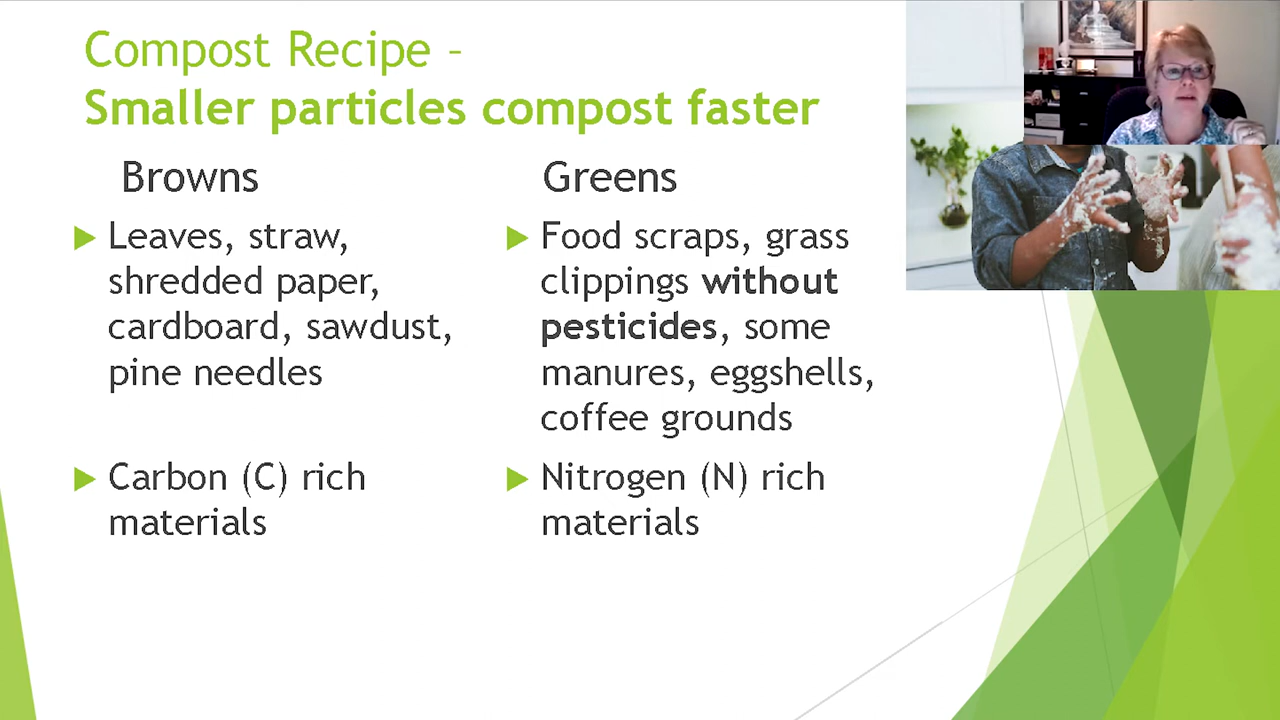 Compost Recipe –
Smaller particles compost faster
Browns
Leaves, straw,
shredded paper,
cardboard, sawdust,
pine needles
Carbon (C) rich
materials
Greens
Food scraps, grass
clippings without
pesticides, some
manures, eggshells,
coffee grounds
Nitrogen (N) rich
materials